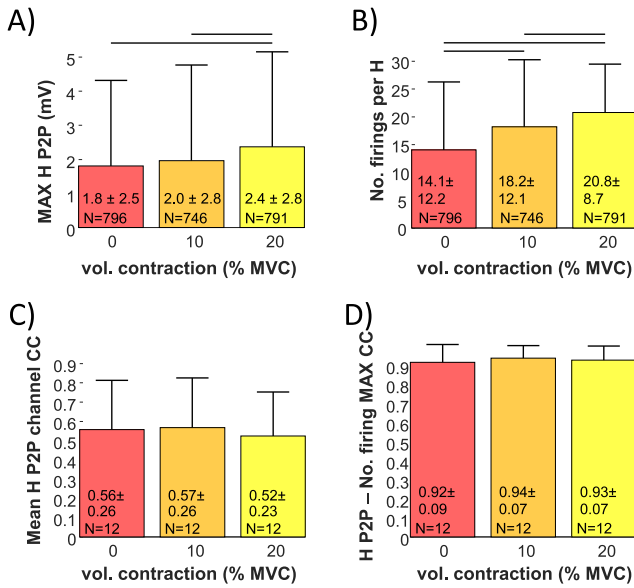 A)
MAX H P2P (mV)
5
4
3
2
1
0
1.8 ± 2.5
N=796
2.0 ± 2.8
N=746
2.4 ± 2.8
N=791
0 10 20
vol. contraction (% MVC)
B)
No. firings per H
30
25
20
15
10
5
0
14.1±
12.2
N=796
18.2±
12.1
N=746
20.8±
8.7
N=791
0 10 20
vol. contraction (% MVC)
C)
Mean H P2P channel CC
0.9
0.8
0.7
0.6
0.5
0.4
0.3
0.2
0.1
0
0.56±
0.26
N=12
0.57±
0.26
N=12
0.52±
0.23
N=12
0 10 20
vol. contraction (% MVC)
D)
H P2P – No. firing MAX CC
0.9
0.8
0.7
0.6
0.5
0.4
0.3
0.2
0.1
0
0.92±
0.09
N=12
0.94±
0.07
N=12
0.93±
0.07
N=12
0 10 20
vol. contraction (% MVC)